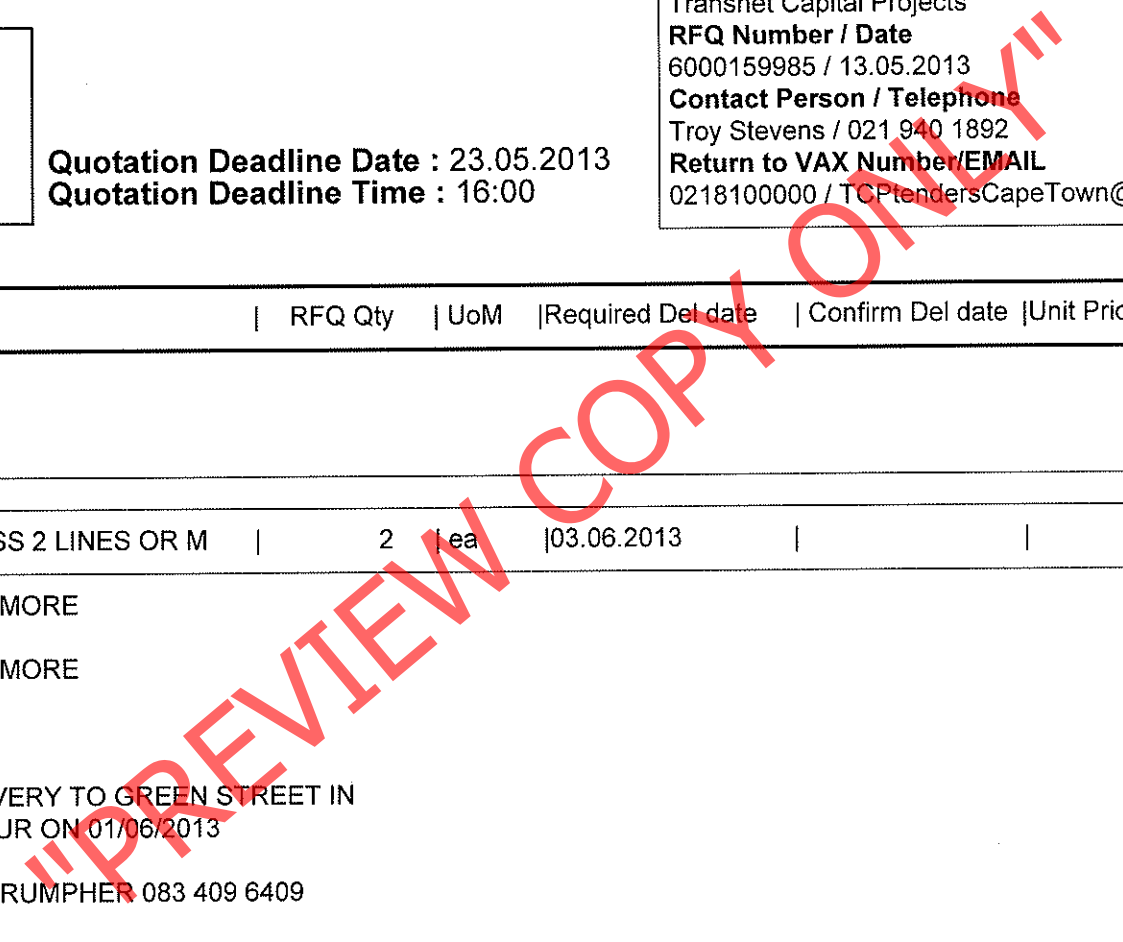 Transnet Capital Projects
RFQ Number / Date
6000159985 / 13.05.2013
Contact Person / Telephone
Troy Stevens / 021 940 1892
Return to VAX Number/EMAIL
0218100000 / TCPtendersCapeTown@
Quotation Deadline Date : 23.05.2013
Quotation Deadline Time : 16:00
| RFQ Qty | UoM |Required Del date | Confirm Del date |Unit Pric
SS 2 LINES OR M | 2 | ea |03.06.2013 | |
MORE
MORE
VERY TO GREEN STREET IN
UR ON 01/06/2013
RUMPHER 083 409 6409
"PREVIEW COPY ONLY"